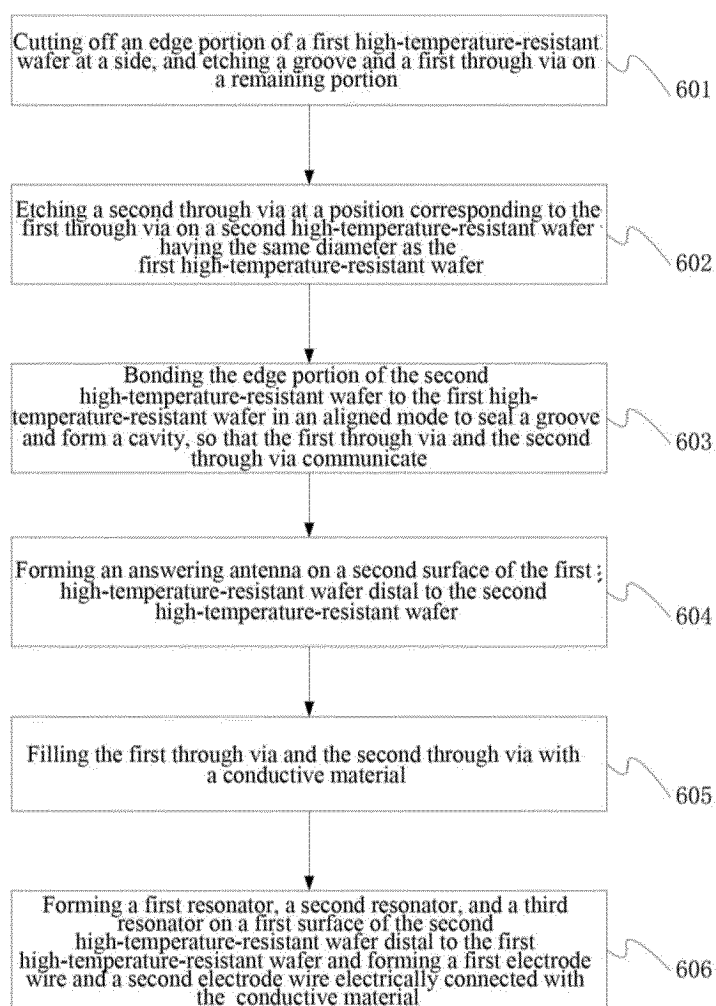 Cutting off an edge portion of a first high-temperature-resistant
wafer at a side, and etching a groove and a first through via on
a remaining portion
601
Etching a second through via at a position corresponding to the
first through via on a second high-temperature-resistant wafer
having the same diameter as the
first high-temperature-resistant wafer
602
Bonding the edge portion of the second
high-temperature-resistant wafer to the first high-
temperature-resistant wafer in an aligned mode to seal a groove
and form a cavity, so that the first through via and the second
through via communicate
603
Forming an answering antenna on a second surface of the first ;
high-temperature-resistant wafer distal to the second
high-temperature-resistant wafer
604
Filling the first through via and the second through via with
a conductive material
605
Forming a first resonator, a second resonator, and a third
resonator on a first surface of the second
high-temperature-resistant wafer distal to the first
high-temperature-resistant wafer and forming a first electrode
wire and a second electrode wire electrically connected with
the conductive material
606